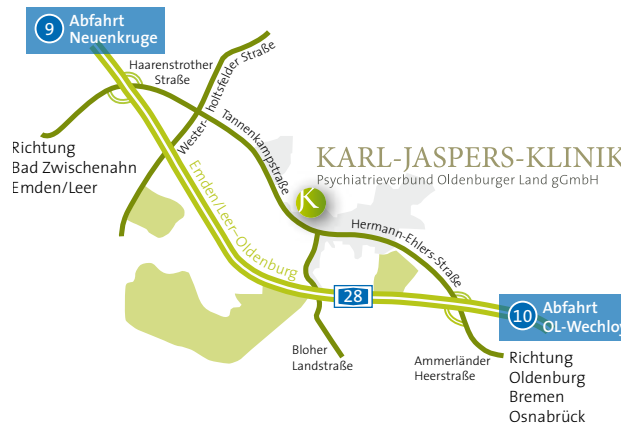 9 Abfahrt
Neuenkruge
Haarenstrother
Straße
Wester-
holtsfelder Straße
Tannenkampstraße
Richtung
Bad Zwischenahn
Emden/Leer
Emden/Leer–Oldenburg
K
KARL-JASPERS-KLINIK
Psychiatrieverbund Oldenburger Land gGmbH
Hermann-Ehlers-Straße
28
10 Abfahrt
OL-Wechloy
Bloher
Landstraße
Ammerländer
Heerstraße
Richtung
Oldenburg
Bremen
Osnabrück